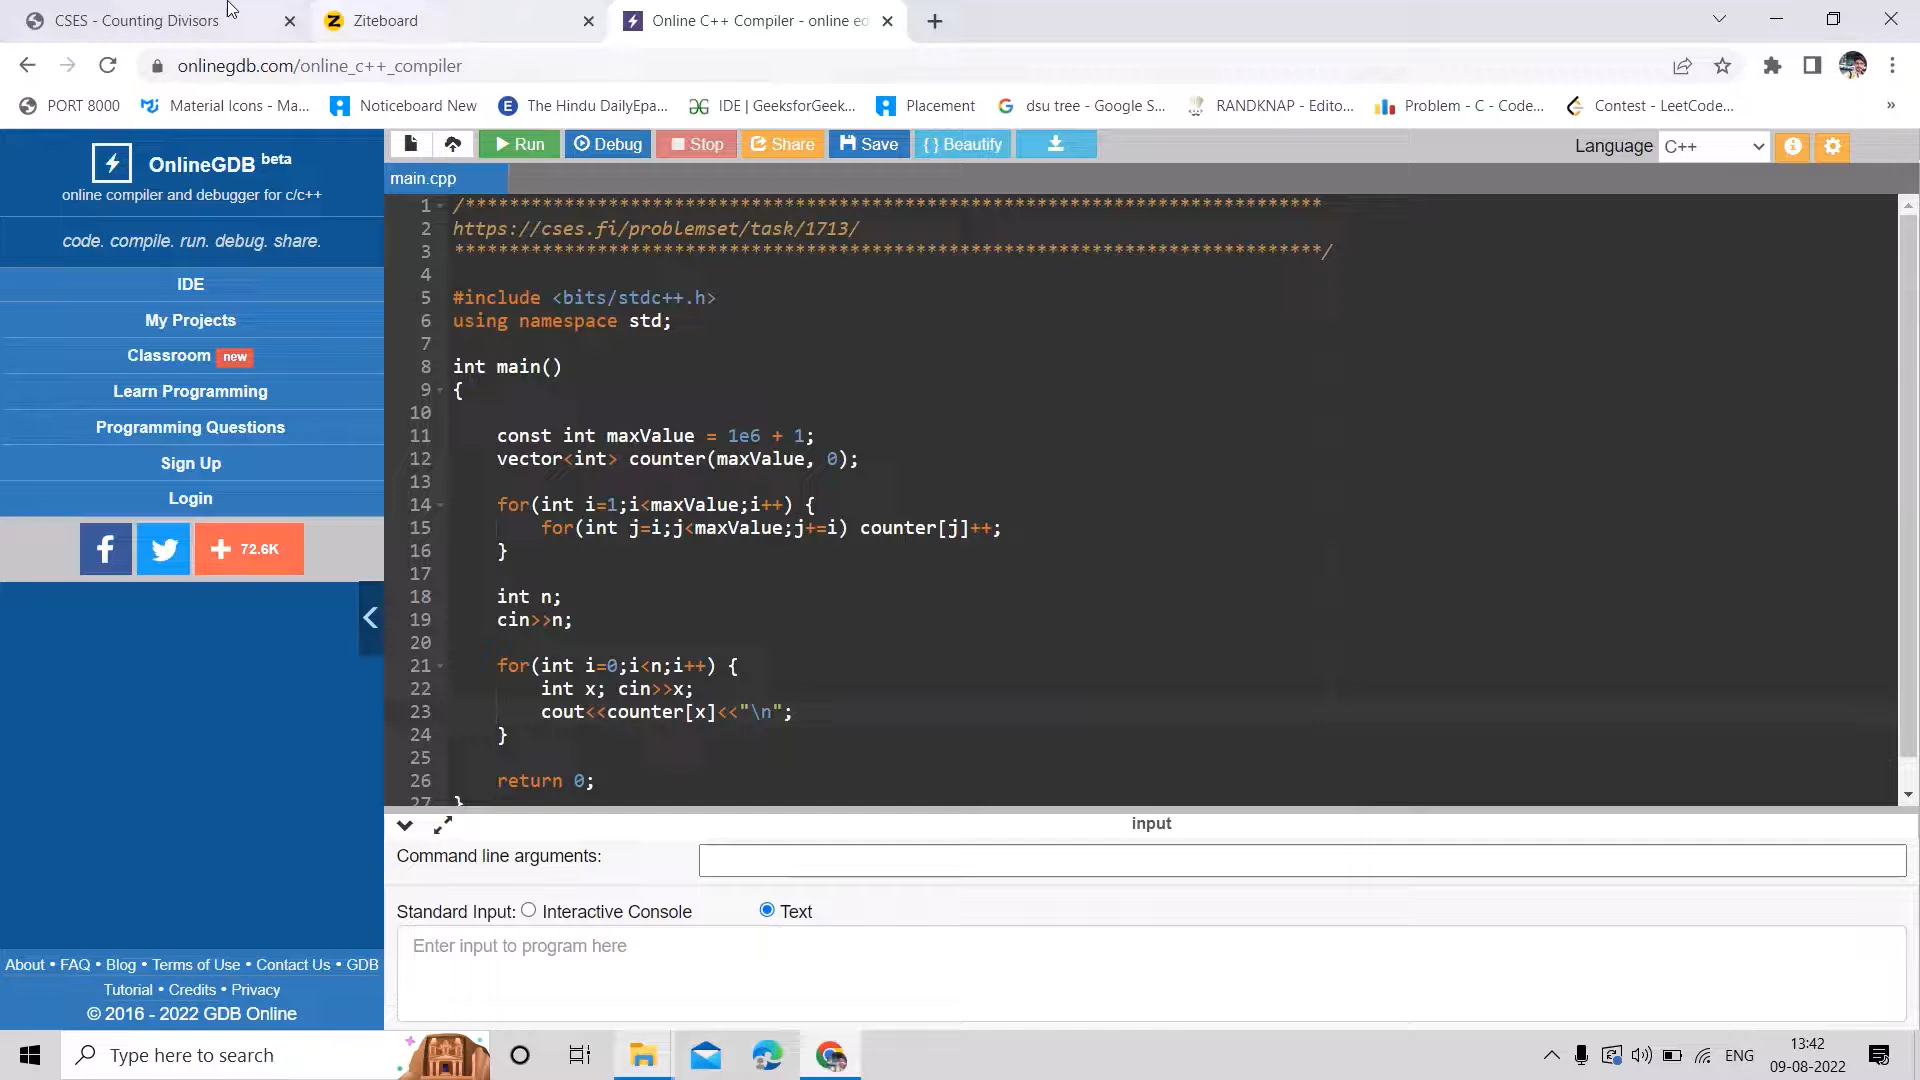 CSES - Counting Divisors
Ziteboard
Online C++ Compiler - online ed
onlinegdb.com/online_c++_compiler
PORT 8000
Material Icons - Ma...
Noticeboard New
The Hindu DailyEpa...
IDE | GeeksforGeek...
Placement
dsu tree - Google S...
RANDKNAP - Edito...
Problem - C - Code...
Contest - LeetCode...
»
OnlineGDB beta
online compiler and debugger for c/c++
code. compile. run. debug. share.
IDE
My Projects
Classroom new
Learn Programming
Programming Questions
Sign Up
Login
f
+ 72.6K
About • FAQ • Blog • Terms of Use • Contact Us • GDB
Tutorial • Credits • Privacy
© 2016 - 2022 GDB Online
Run
Debug
Stop
Share
Save
{ } Beautify
Language C++
main.cpp
1 /******************************************************************************
2 https://cses.fi/problemset/task/1713/
3 *******************************************************************************/
4
5 #include <bits/stdc++.h>
6 using namespace std;
7
8 int main()
9 {
10
11 const int maxValue = 1e6 + 1;
12 vector<int> counter(maxValue, 0);
13
14 for(int i=1;i<maxValue;i++) {
15 for(int j=i;j<maxValue;j+=i) counter[j]++;
16 }
17
18 int n;
19 cin>>n;
20
21 for(int i=0;i<n;i++) {
22 int x; cin>>x;
23 cout<<counter[x]<<"\n";
24 }
25
26 return 0;
27 }
input
Command line arguments:
Standard Input: Interactive Console Text
Enter input to program here
Type here to search
ENG
13:42
09-08-2022